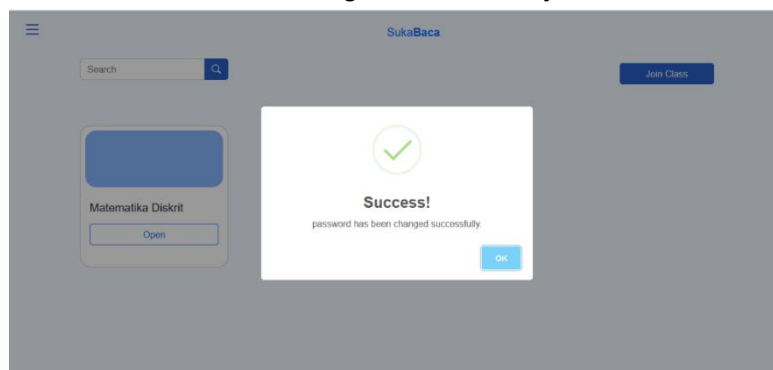 SukaBaca
Search
Join Class
Success!
password has been changed successfully.
OK
Matematika Diskrit
Open